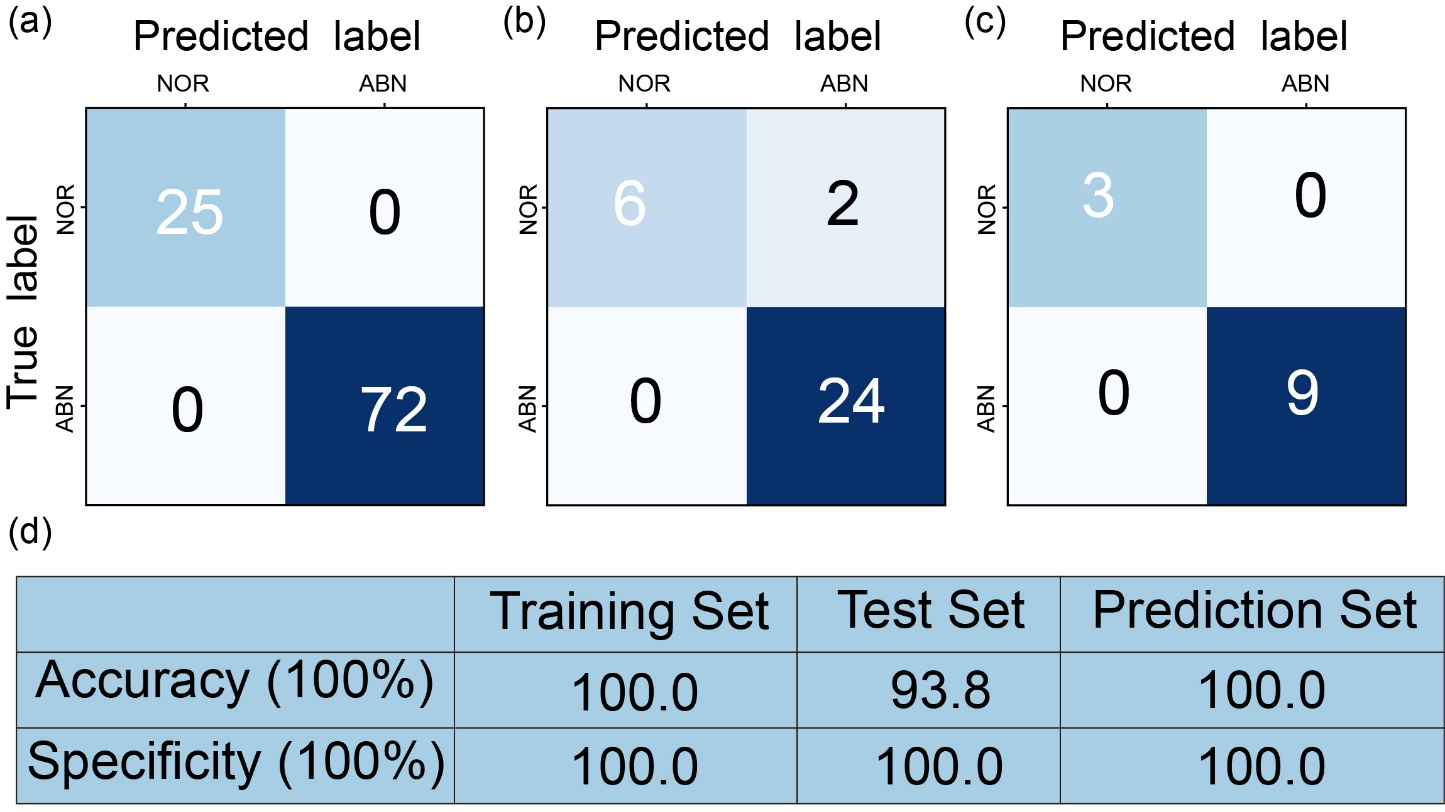 (a) (b) (c)
Predicted label Predicted label Predicted label
NOR ABN NOR ABN NOR ABN
True label
NOR 25 0 NOR 6 2 NOR 3 0
ABN 0 72 ABN 0 24 ABN 0 9
(d)
Training Set Test Set Prediction Set
Accuracy (100%) 100.0 93.8 100.0
Specificity (100%) 100.0 100.0 100.0